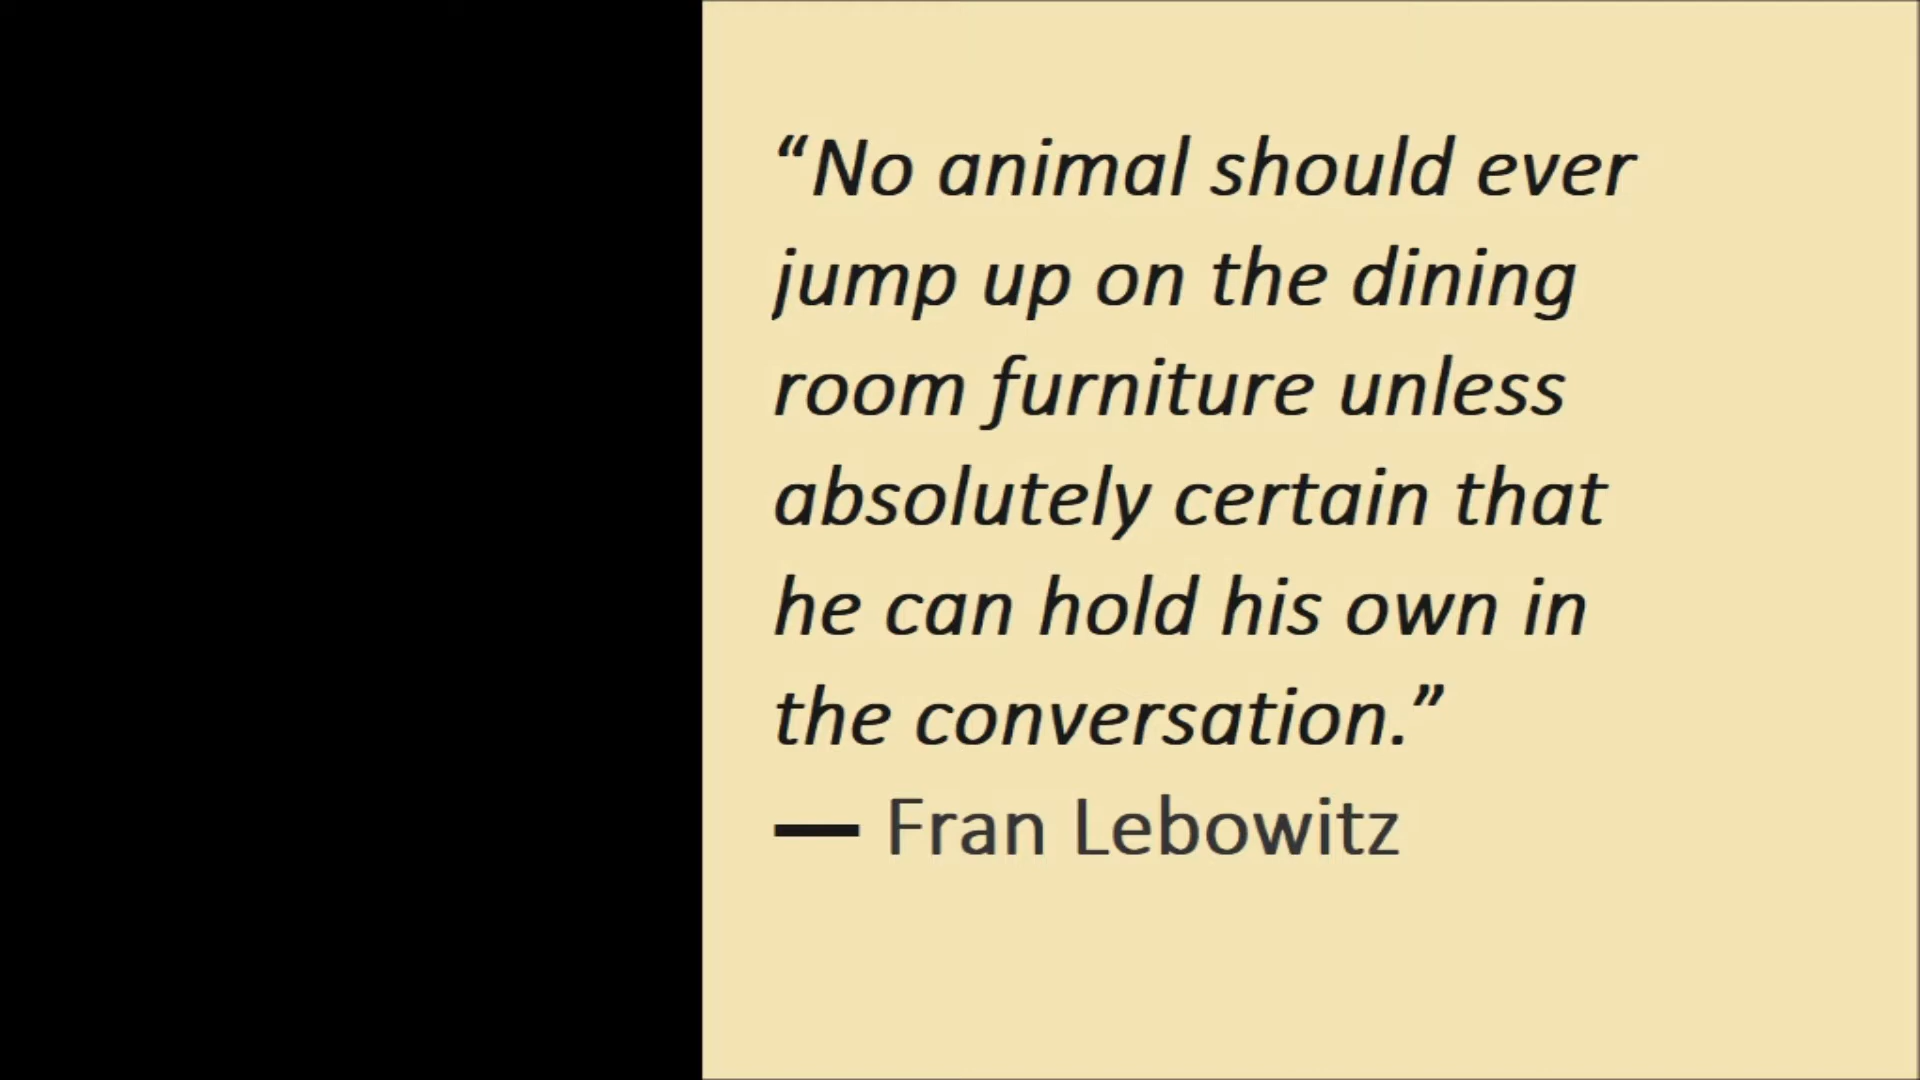 “No animal should ever
jump up on the dining
room furniture unless
absolutely certain that
he can hold his own in
the conversation.”
— Fran Lebowitz